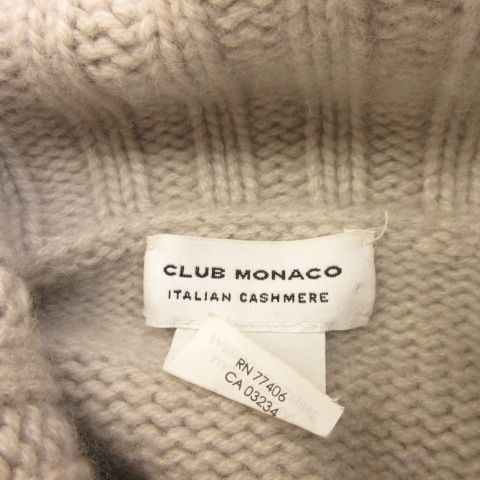 CLUB MONACO
ITALIAN CASHMERE
RN 77406
CA 03234